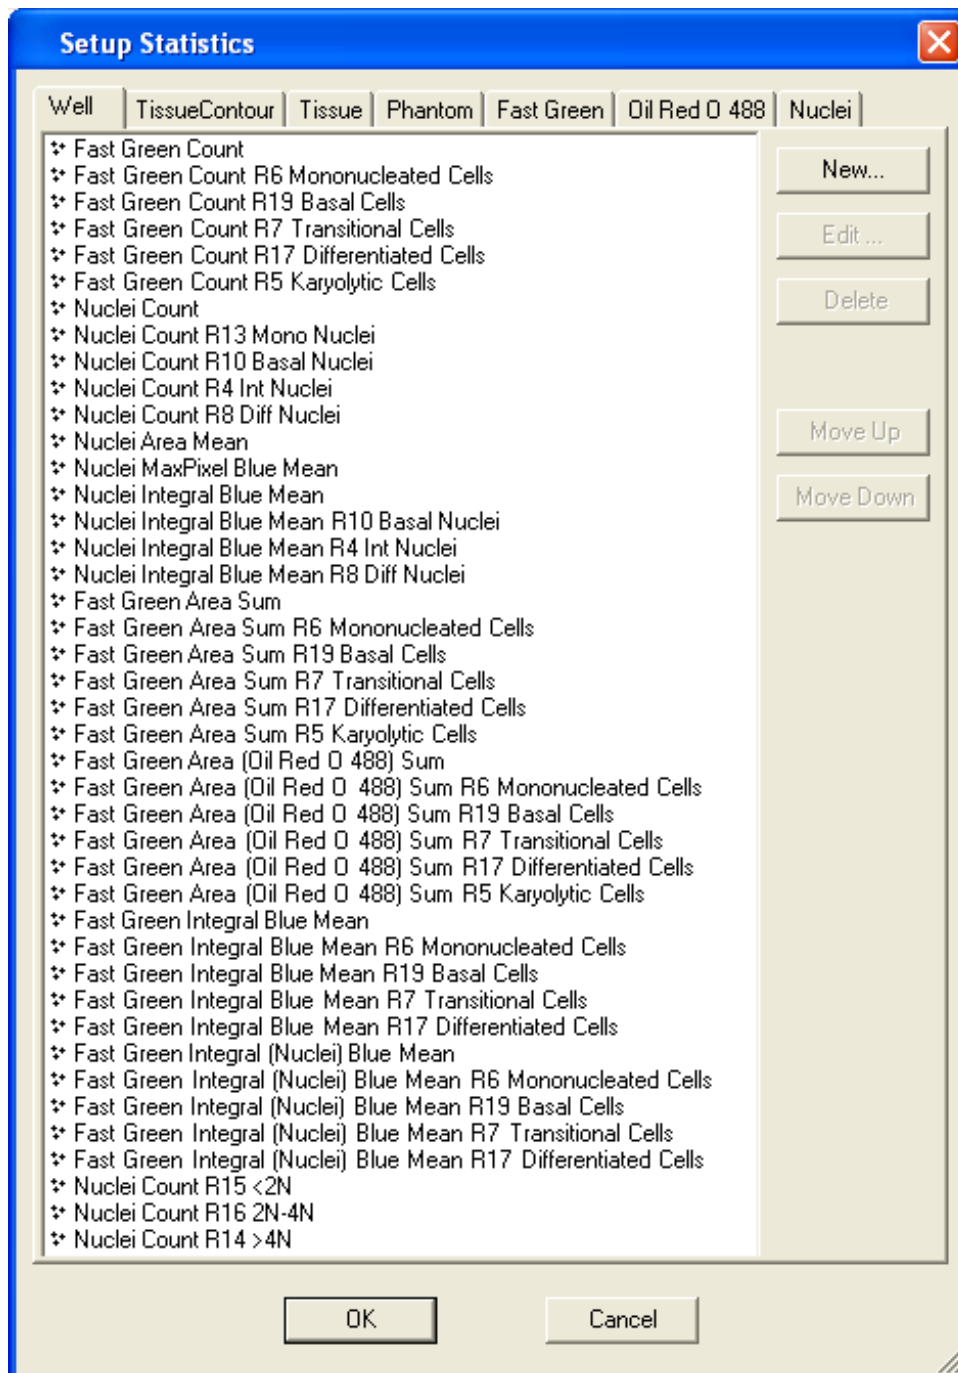 Setup Statistics
Well TissueContour Tissue Phantom Fast Green Oil Red O 488 Nuclei
Fast Green Count
Fast Green Count R6 Mononucleated Cells
Fast Green Count R19 Basal Cells
Fast Green Count R7 Transitional Cells
Fast Green Count R17 Differentiated Cells
Fast Green Count R5 Karyolytic Cells
Nuclei Count
Nuclei Count R13 Mono Nuclei
Nuclei Count R10 Basal Nuclei
Nuclei Count R4 Int Nuclei
Nuclei Count R8 Diff Nuclei
Nuclei Area Mean
Nuclei MaxPixel Blue Mean
Nuclei Integral Blue Mean
Nuclei Integral Blue Mean R10 Basal Nuclei
Nuclei Integral Blue Mean R4 Int Nuclei
Nuclei Integral Blue Mean R8 Diff Nuclei
Fast Green Area Sum
Fast Green Area Sum R6 Mononucleated Cells
Fast Green Area Sum R19 Basal Cells
Fast Green Area Sum R7 Transitional Cells
Fast Green Area Sum R17 Differentiated Cells
Fast Green Area Sum R5 Karyolytic Cells
Fast Green Area (Oil Red O 488) Sum
Fast Green Area (Oil Red O 488) Sum R6 Mononucleated Cells
Fast Green Area (Oil Red O 488) Sum R19 Basal Cells
Fast Green Area (Oil Red O 488) Sum R7 Transitional Cells
Fast Green Area (Oil Red O 488) Sum R17 Differentiated Cells
Fast Green Area (Oil Red O 488) Sum R5 Karyolytic Cells
Fast Green Integral Blue Mean
Fast Green Integral Blue Mean R6 Mononucleated Cells
Fast Green Integral Blue Mean R19 Basal Cells
Fast Green Integral Blue Mean R7 Transitional Cells
Fast Green Integral Blue Mean R17 Differentiated Cells
Fast Green Integral (Nuclei) Blue Mean
Fast Green Integral (Nuclei) Blue Mean R6 Mononucleated Cells
Fast Green Integral (Nuclei) Blue Mean R19 Basal Cells
Fast Green Integral (Nuclei) Blue Mean R7 Transitional Cells
Fast Green Integral (Nuclei) Blue Mean R17 Differentiated Cells
Nuclei Count R15 <2N
Nuclei Count R16 2N-4N
Nuclei Count R14 >4N
New...
Edit ...
Delete
Move Up
Move Down
OK Cancel